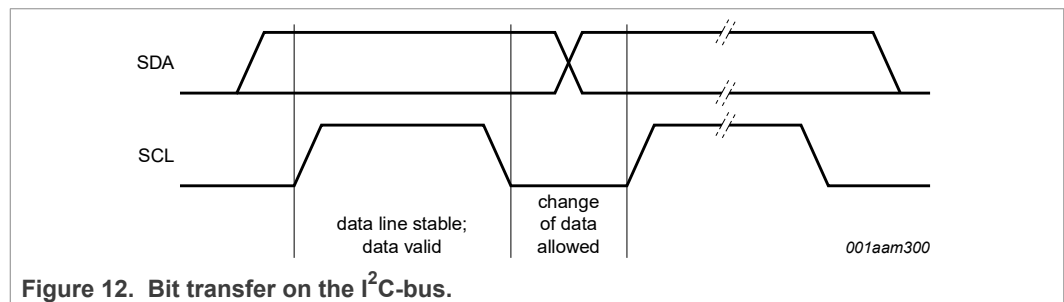 SDA
SCL
data line stable;
data valid
change
of data
allowed
001aam300
Figure 12. Bit transfer on the I²C-bus.